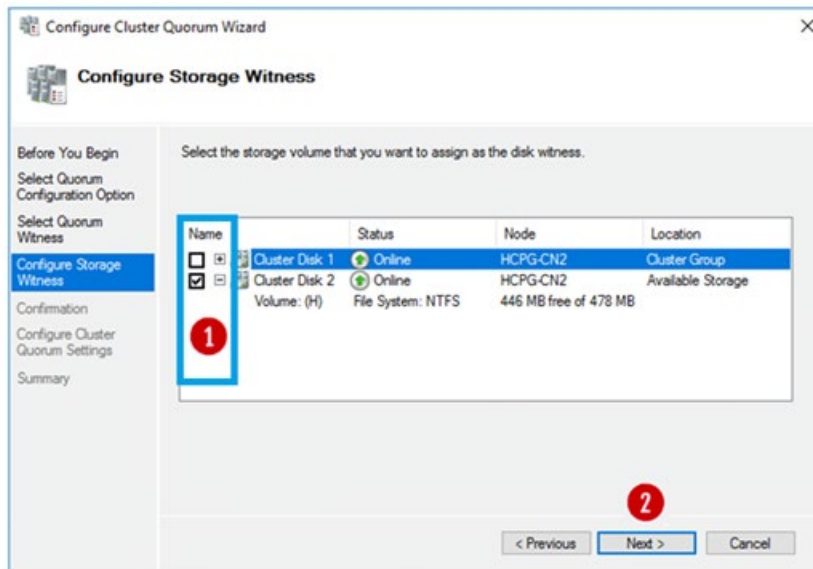 Configure Cluster Quorum Wizard
Configure Storage Witness
Before You Begin
Select Quorum
Configuration Option
Select Quorum
Witness
Configure Storage
Witness
Confirmation
Configure Cluster
Quorum Settings
Summary
Select the storage volume that you want to assign as the disk witness.
Name Status Node Location
Cluster Disk 1 Online HCPG-CN2 Cluster Group
Cluster Disk 2 Online HCPG-CN2 Available Storage
Volume: (H) File System: NTFS 446 MB free of 478 MB
1
2
< Previous Next > Cancel